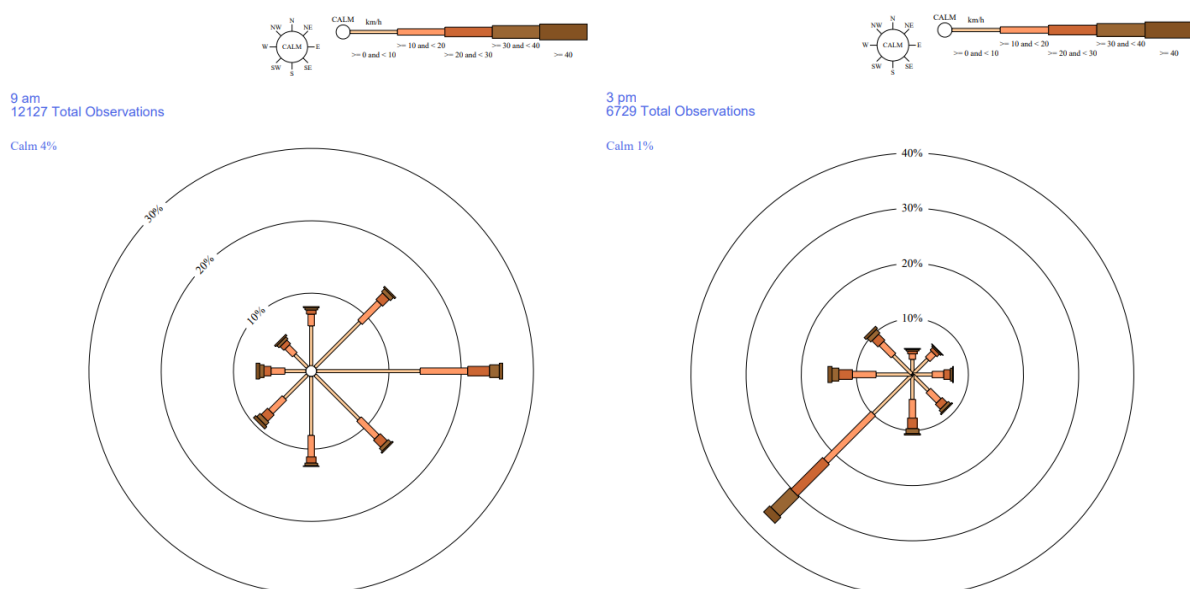 N
NW NE
W CALM E
SW SE
S
CALM km/h
>= 10 and < 20 >= 30 and < 40
>= 0 and < 10 >= 20 and < 30 >= 40
9 am
12127 Total Observations
Calm 4%
30%
20%
10%
N
NW NE
W CALM E
SW SE
S
CALM km/h
>= 10 and < 20 >= 30 and < 40
>= 0 and < 10 >= 20 and < 30 >= 40
3 pm
6729 Total Observations
Calm 1%
40%
30%
20%
10%